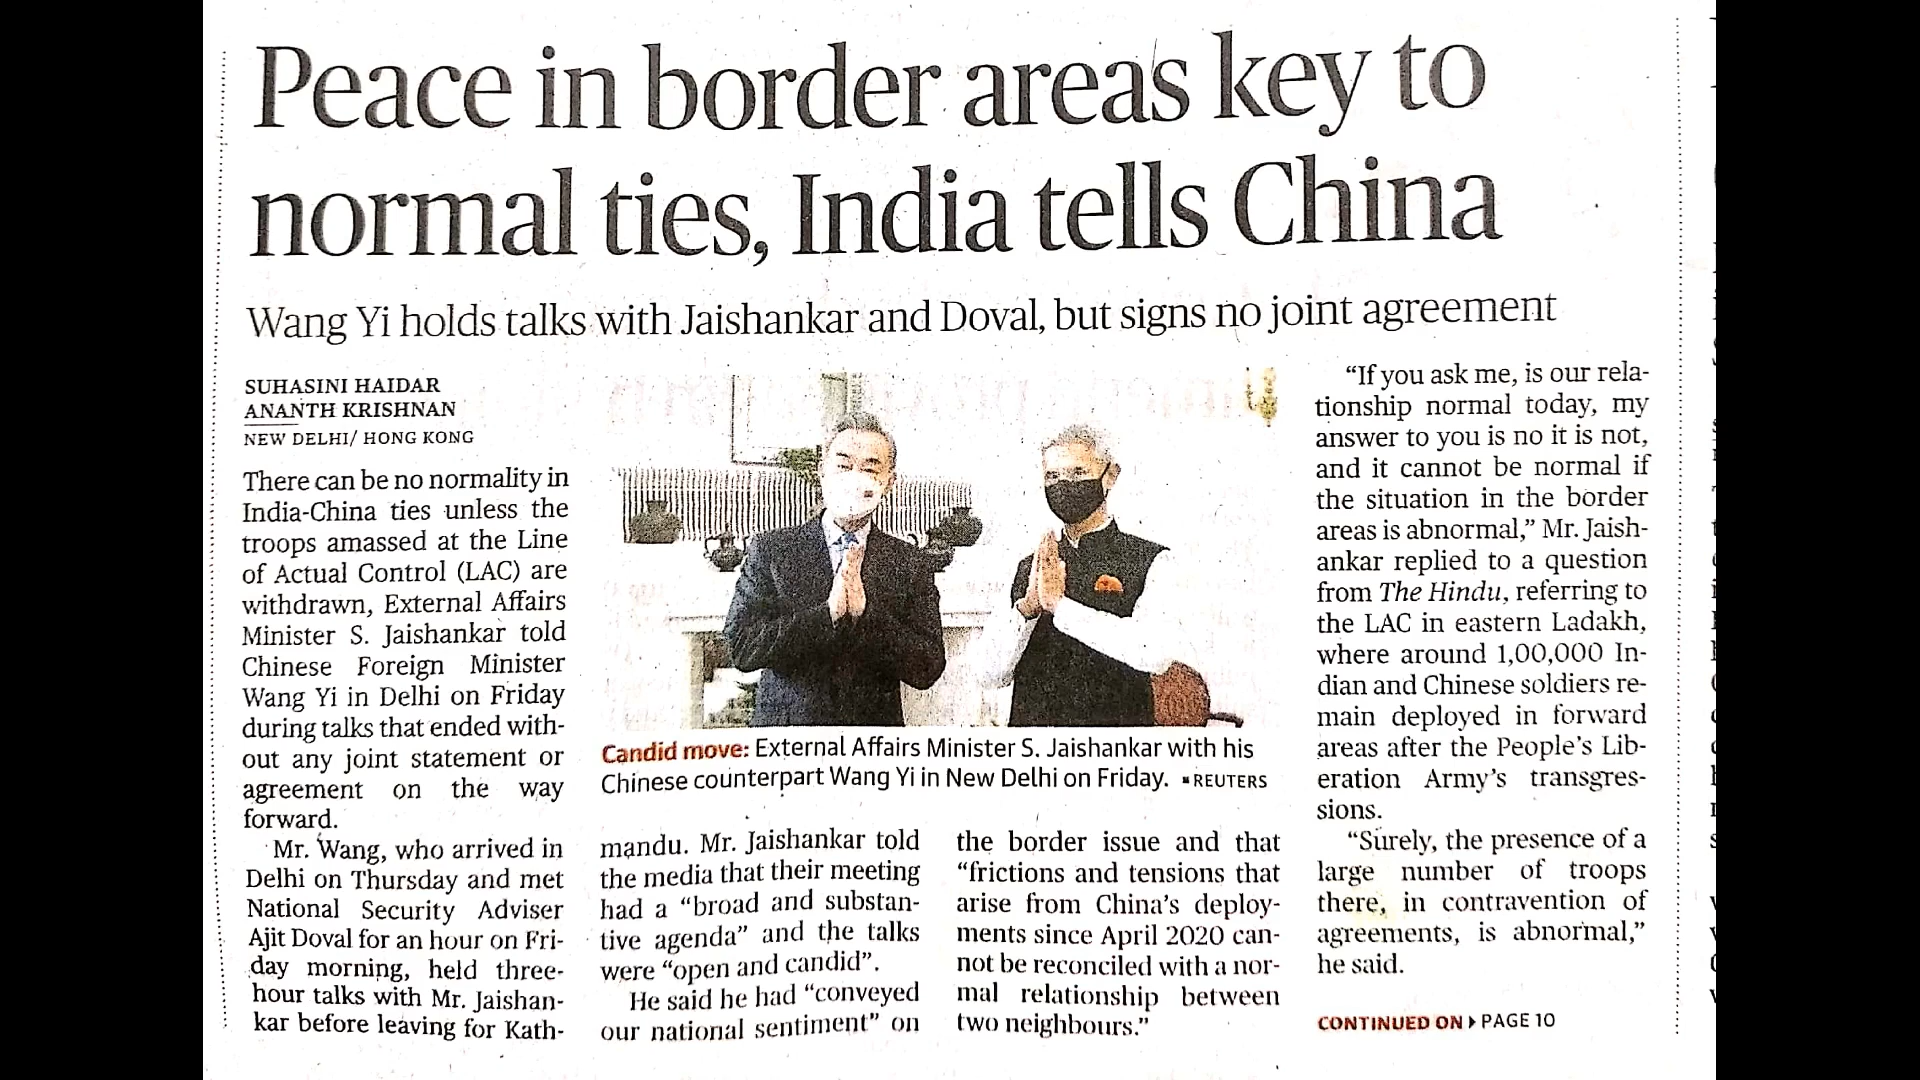 Peace in border areas key to
normal ties, India tells China
Wang Yi holds talks with Jaishankar and Doval, but signs no joint agreement
SUHASINI HAIDAR
ANANTH KRISHNAN
NEW DELHI/ HONG KONG
There can be no normality in
India-China ties unless the
troops amassed at the Line
of Actual Control (LAC) are
withdrawn, External Affairs
Minister S. Jaishankar told
Chinese Foreign Minister
Wang Yi in Delhi on Friday
during talks that ended with-
out any joint statement or
agreement on the way
forward.
Mr. Wang, who arrived in
Delhi on Thursday and met
National Security Adviser
Ajit Doval for an hour on Fri-
day morning, held three-
hour talks with Mr. Jaishan-
kar before leaving for Kath-
Candid move: External Affairs Minister S. Jaishankar with his
Chinese counterpart Wang Yi in New Delhi on Friday. ▪ REUTERS
mandu. Mr. Jaishankar told
the media that their meeting
had a “broad and substan-
tive agenda” and the talks
were “open and candid”.
He said he had “conveyed
our national sentiment” on
the border issue and that
“frictions and tensions that
arise from China’s deploy-
ments since April 2020 can-
not be reconciled with a nor-
mal relationship between
two neighbours.”
“If you ask me, is our rela-
tionship normal today, my
answer to you is no it is not,
and it cannot be normal if
the situation in the border
areas is abnormal,” Mr. Jaish-
ankar replied to a question
from The Hindu, referring to
the LAC in eastern Ladakh,
where around 1,00,000 In-
dian and Chinese soldiers re-
main deployed in forward
areas after the People’s Lib-
eration Army’s transgres-
sions.
“Surely, the presence of a
large number of troops
there, in contravention of
agreements, is abnormal,”
he said.
CONTINUED ON ▸ PAGE 10